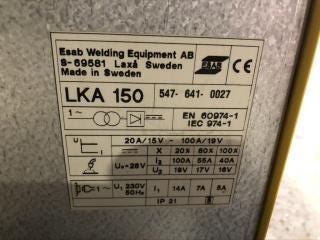 Esab Welding Equipment AB
S-69581 Laxå Sweden
Made in Sweden
ESAB CE
LKA 150 547-641-0027
1~ EN 60974-1
IEC 974-1
20A/15V - 100A/19V
X 20% 60% 100%
U₀=28V I2 100A 55A 40A
U2 19V 17V 16V
1~ U1 230V 50Hz I1 14A 7A 5A
IP 21 S